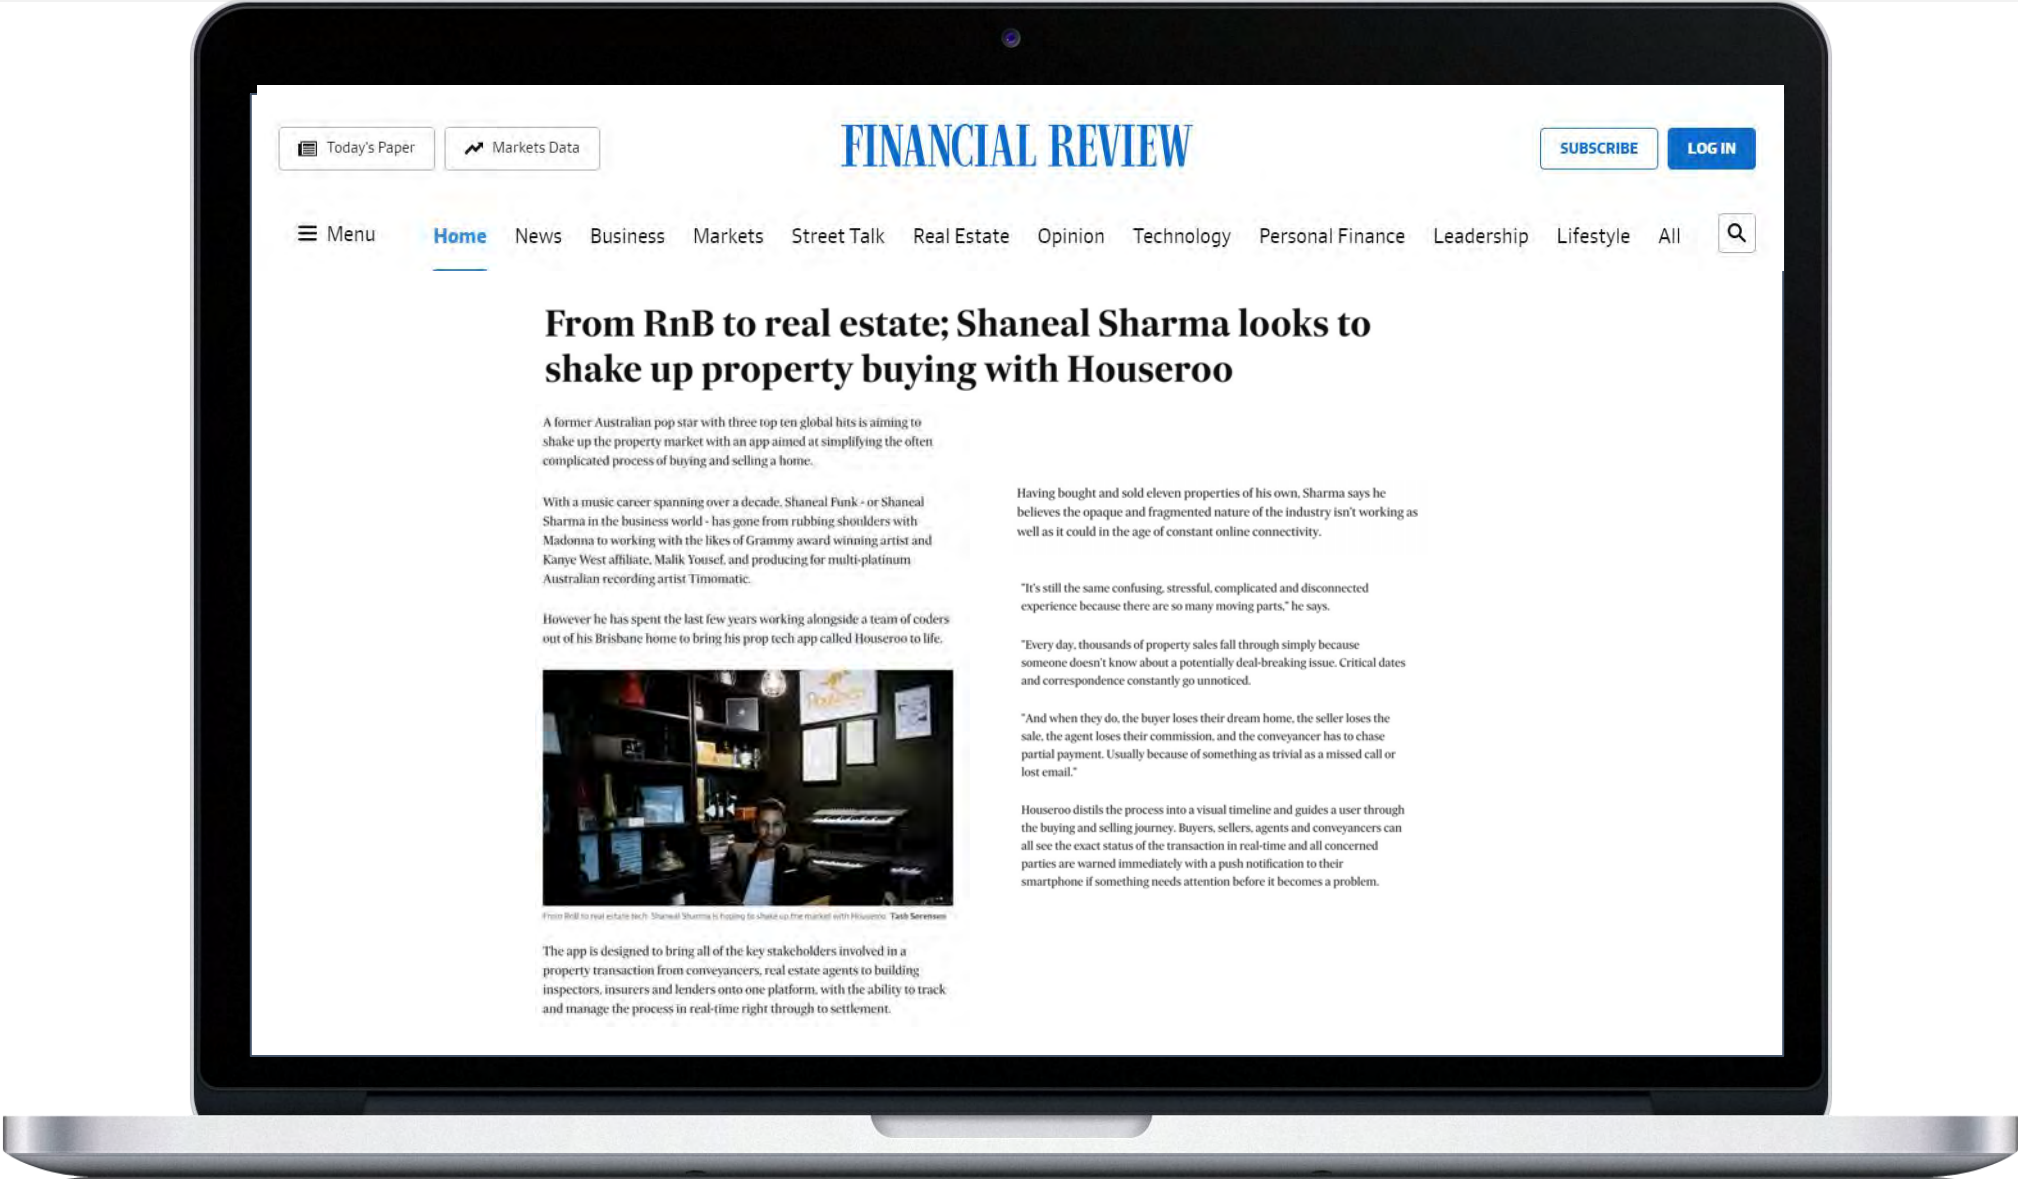 Today's Paper
Markets Data
FINANCIAL REVIEW
SUBSCRIBE
LOG IN
Menu
Home
News
Business
Markets
Street Talk
Real Estate
Opinion
Technology
Personal Finance
Leadership
Lifestyle
All
From RnB to real estate; Shaneal Sharma looks to
shake up property buying with Houseroo
A former Australian pop star with three top ten global hits is aiming to
shake up the property market with an app aimed at simplifying the often
complicated process of buying and selling a home.
With a music career spanning over a decade, Shaneal Funk - or Shaneal
Sharma in the business world - has gone from rubbing shoulders with
Madonna to working with the likes of Grammy award winning artist and
Kanye West affiliate, Malik Yousef, and producing for multi-platinum
Australian recording artist Timomatic.
However he has spent the last few years working alongside a team of coders
out of his Brisbane home to bring his prop tech app called Houseroo to life.
From RnB to real estate tech: Shaneal Sharma is hoping to shake up the market with Houseroo. Tash Sorensen
The app is designed to bring all of the key stakeholders involved in a
property transaction from conveyancers, real estate agents to building
inspectors, insurers and lenders onto one platform, with the ability to track
and manage the process in real-time right through to settlement.
Having bought and sold eleven properties of his own, Sharma says he
believes the opaque and fragmented nature of the industry isn't working as
well as it could in the age of constant online connectivity.
"It's still the same confusing, stressful, complicated and disconnected
experience because there are so many moving parts," he says.
"Every day, thousands of property sales fall through simply because
someone doesn't know about a potentially deal-breaking issue. Critical dates
and correspondence constantly go unnoticed.
"And when they do, the buyer loses their dream home, the seller loses the
sale, the agent loses their commission, and the conveyancer has to chase
partial payment. Usually because of something as trivial as a missed call or
lost email."
Houseroo distils the process into a visual timeline and guides a user through
the buying and selling journey. Buyers, sellers, agents and conveyancers can
all see the exact status of the transaction in real-time and all concerned
parties are warned immediately with a push notification to their
smartphone if something needs attention before it becomes a problem.